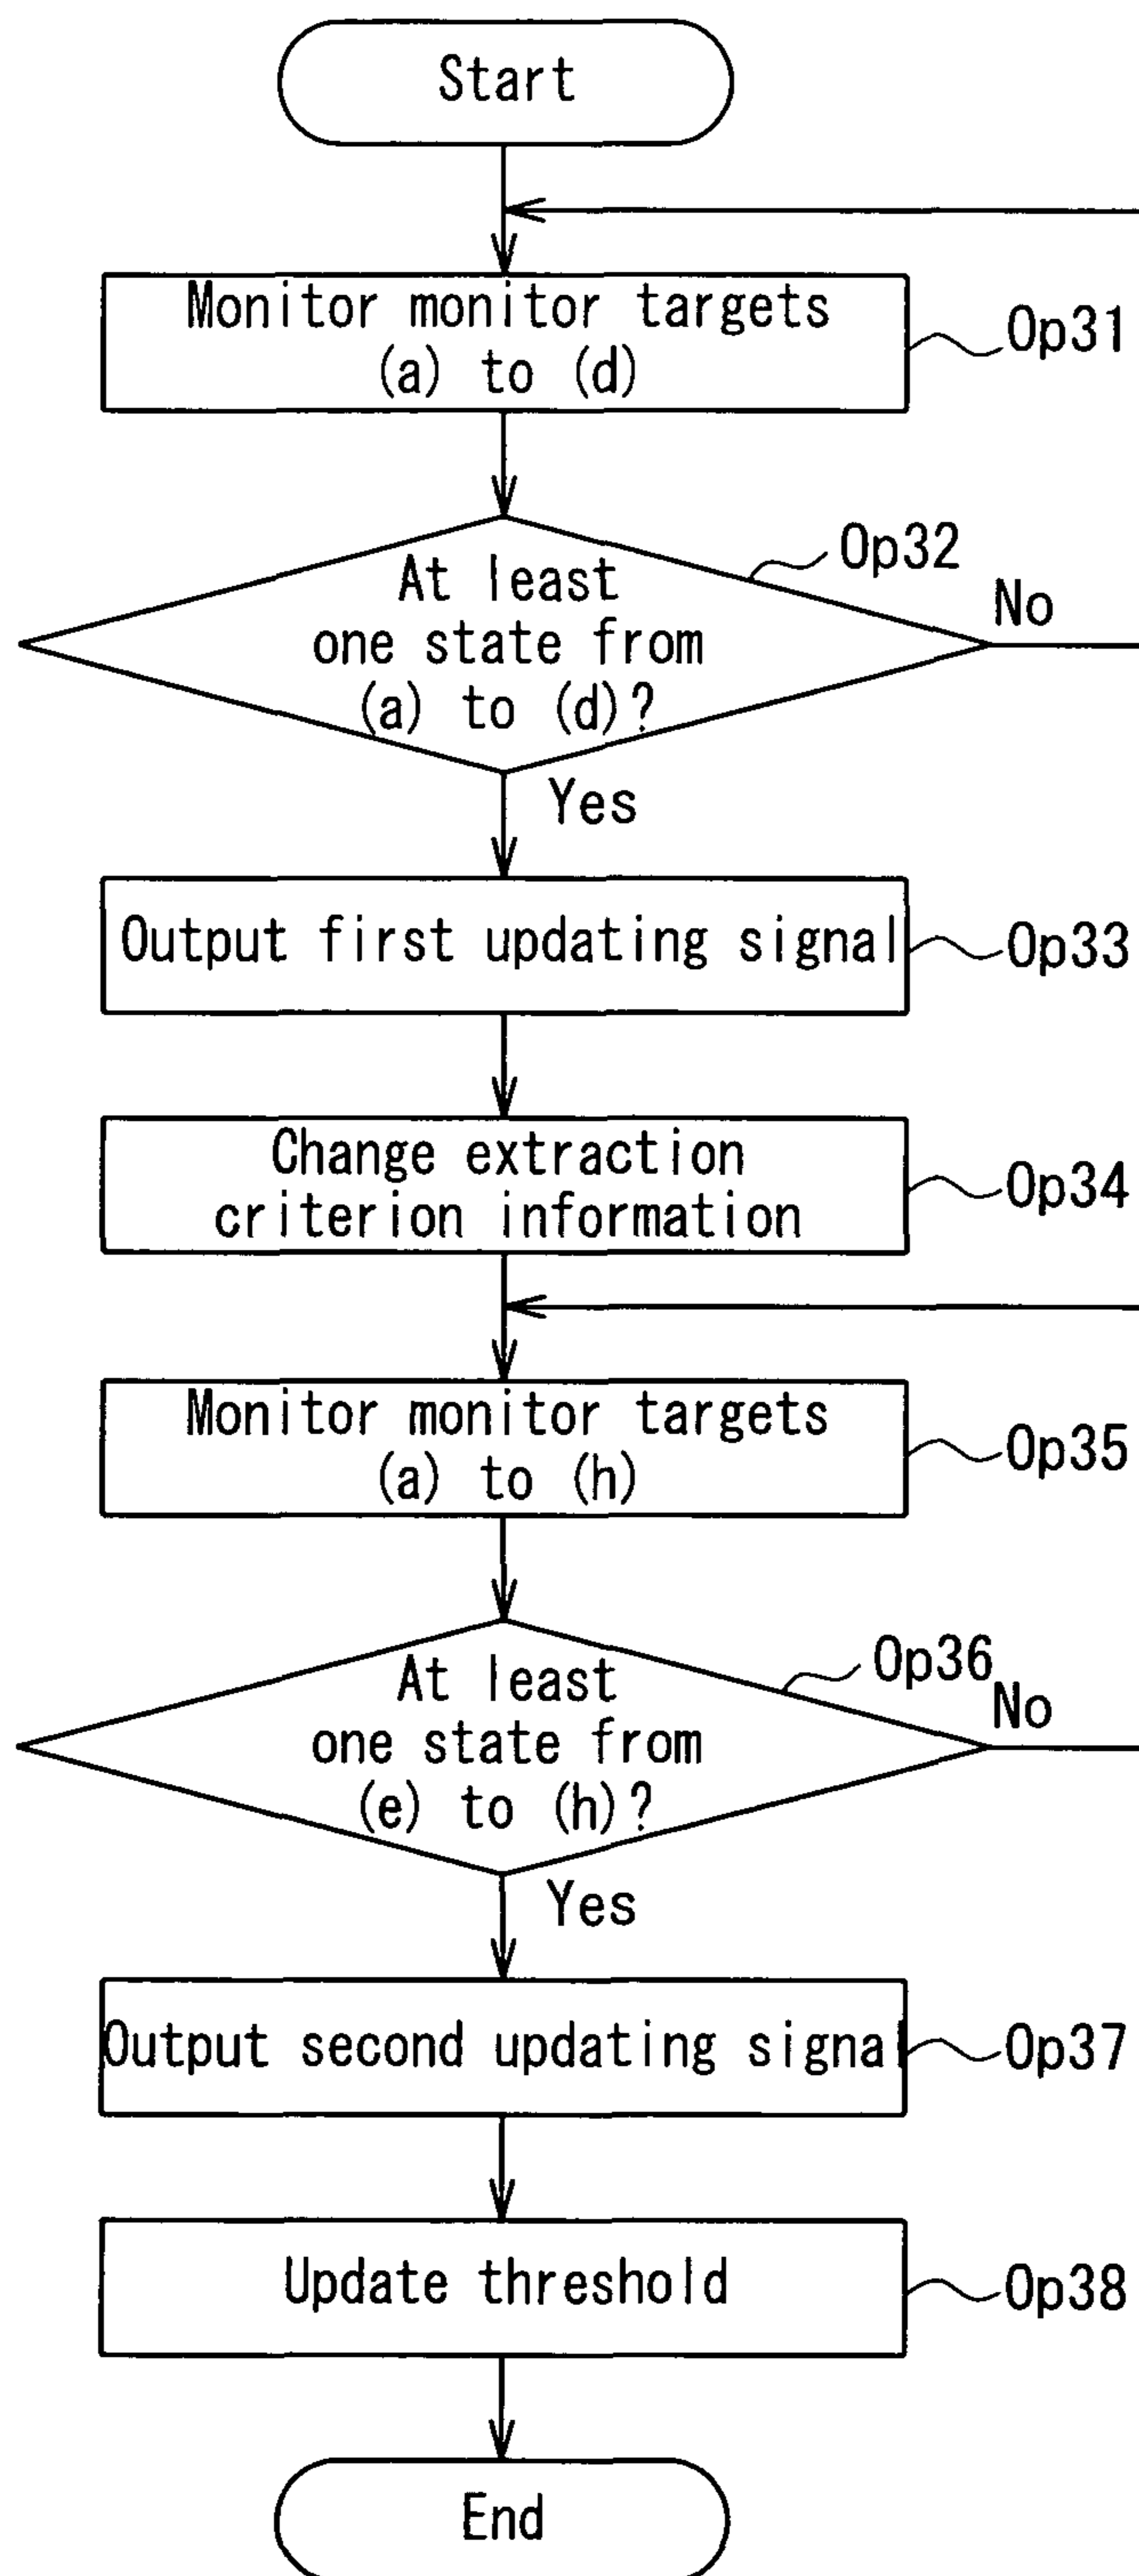 Start
Monitor monitor targets
(a) to (d)
Op31
At least
one state from
(a) to (d)?
Op32
No
Yes
Output first updating signal
Op33
Change extraction
criterion information
Op34
Monitor monitor targets
(a) to (h)
Op35
At least
one state from
(e) to (h)?
Op36
No
Yes
Output second updating signal
Op37
Update threshold
Op38
End